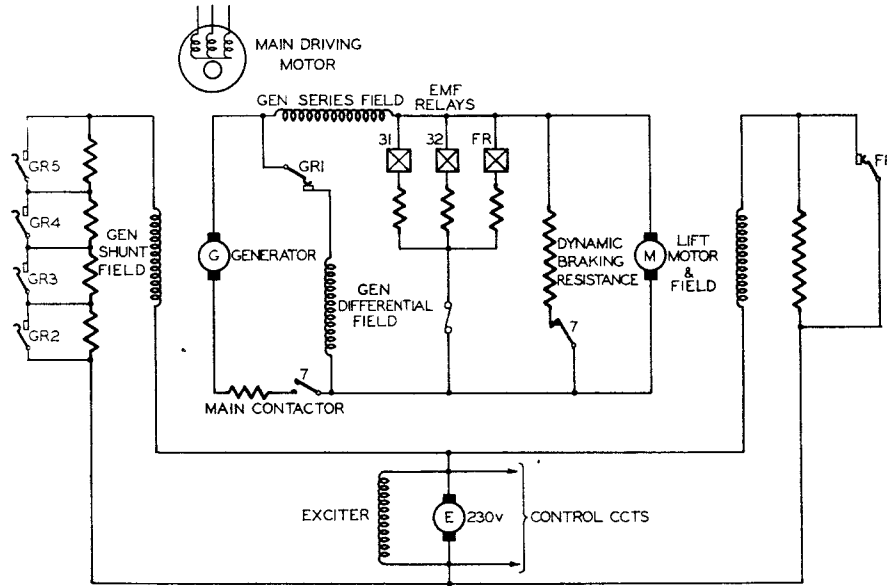 MAIN DRIVING
MOTOR
GEN SERIES FIELD
EMF
RELAYS
31
32
FR
GR5
GR4
GR3
GR2
GEN
SHUNT
FIELD
GR1
G
GENERATOR
GEN
DIFFERENTIAL
FIELD
DYNAMIC
BRAKING
RESISTANCE
7
M
LIFT
MOTOR
&
FIELD
7
MAIN CONTACTOR
EXCITER
E
230v
CONTROL CCTS